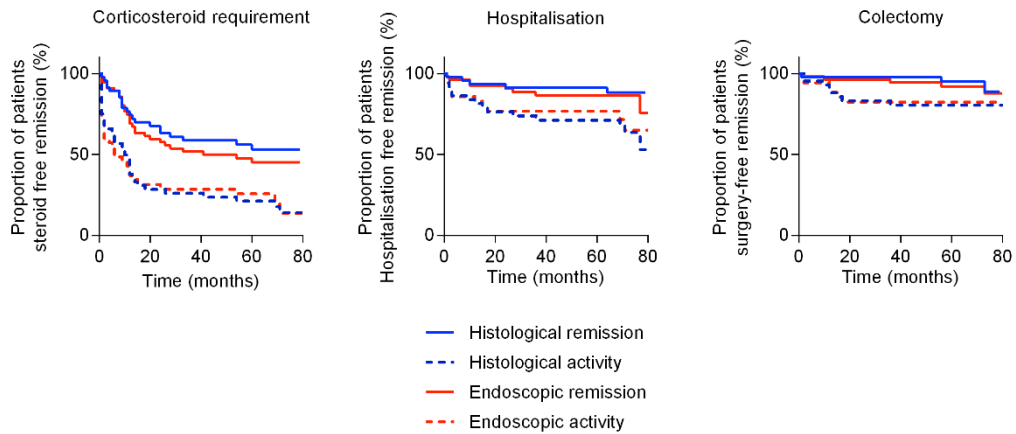 Corticosteroid requirement
Proportion of patients
steroid free remission (%)
100
50
0
0 20 40 60 80
Time (months)
Hospitalisation
Proportion of patients
Hospitalisation free remission (%)
100
50
0
0 20 40 60 80
Time (months)
Colectomy
Proportion of patients
surgery-free remission (%)
100
50
0
0 20 40 60 80
Time (months)
Histological remission
Histological activity
Endoscopic remission
Endoscopic activity